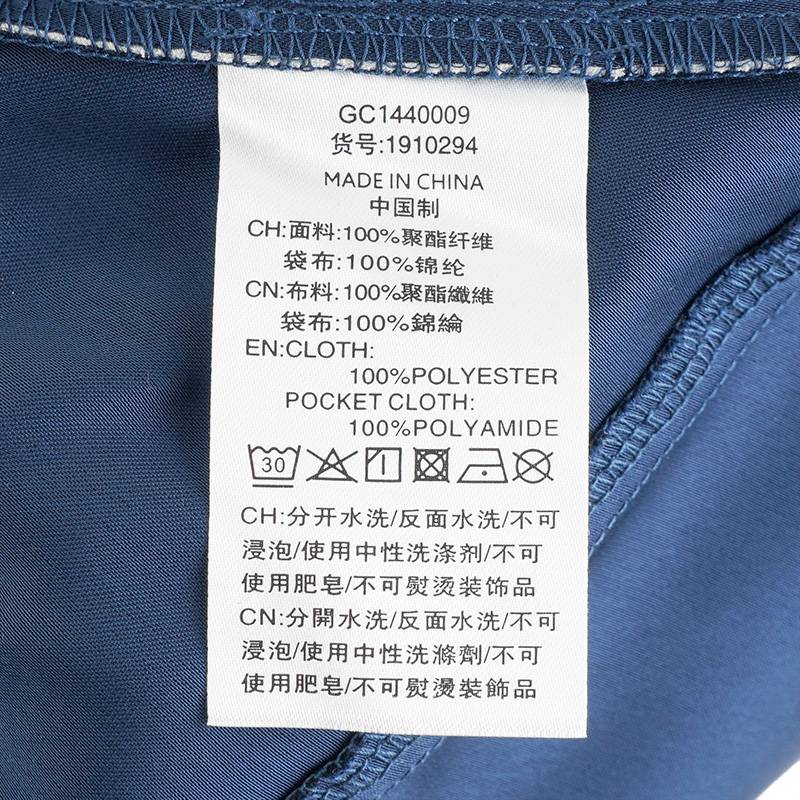 GC1440009
货号:1910294
MADE IN CHINA
中国制
CH:面料:100%聚酯纤维
袋布:100%锦纶
CN:布料:100%聚酯纖維
袋布:100%錦綸
EN:CLOTH:
100%POLYESTER
POCKET CLOTH:
100%POLYAMIDE
30
CH:分开水洗/反面水洗/不可
浸泡/使用中性洗涤剂/不可
使用肥皂/不可熨烫装饰品
CN:分開水洗/反面水洗/不可
浸泡/使用中性洗滌劑/不可
使用肥皂/不可熨燙裝飾品